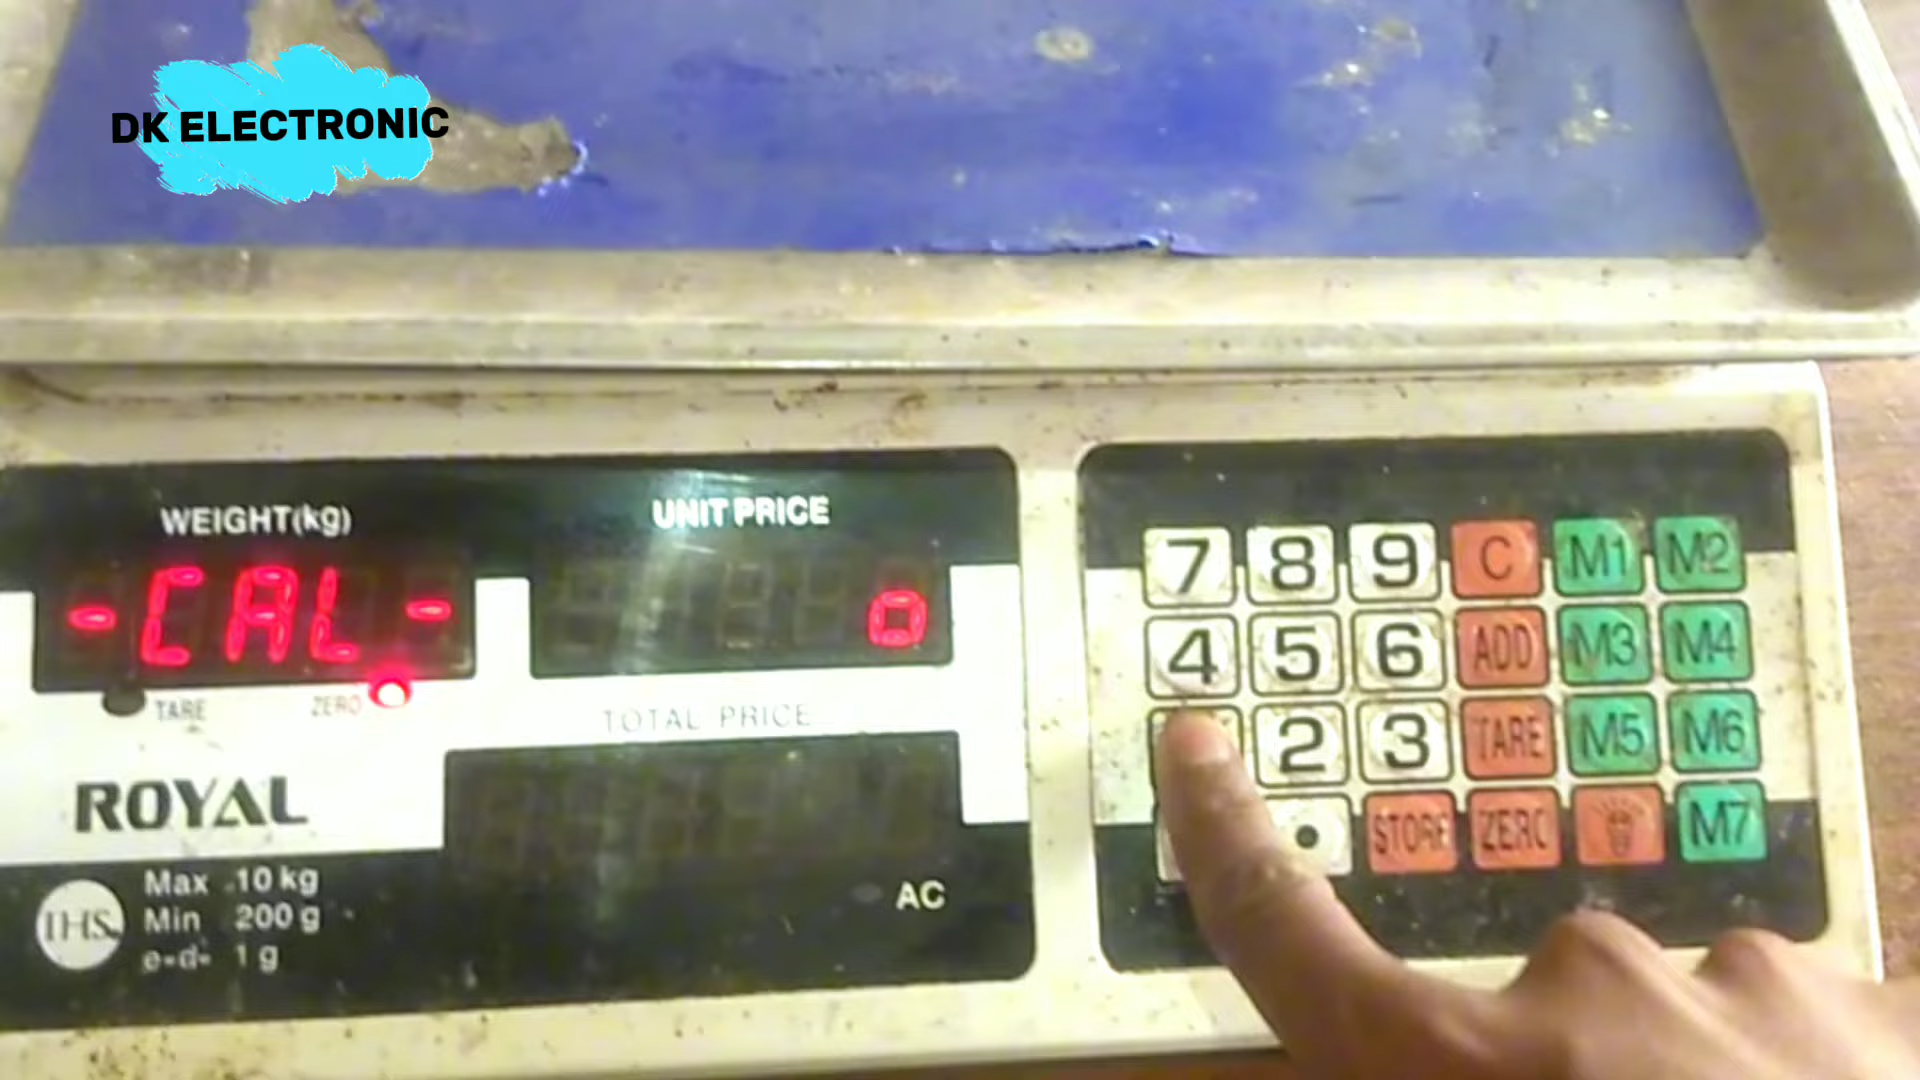 DK ELECTRONIC
WEIGHT(kg)
UNIT PRICE
-CAL-
0
TARE
ZERO
TOTAL PRICE
ROYAL
IHS
Max 10 kg
Min 200 g
e=d= 1 g
AC
7 8 9 C M1 M2
4 5 6 ADD M3 M4
2 3 TARE M5 M6
. STORE ZERO M7